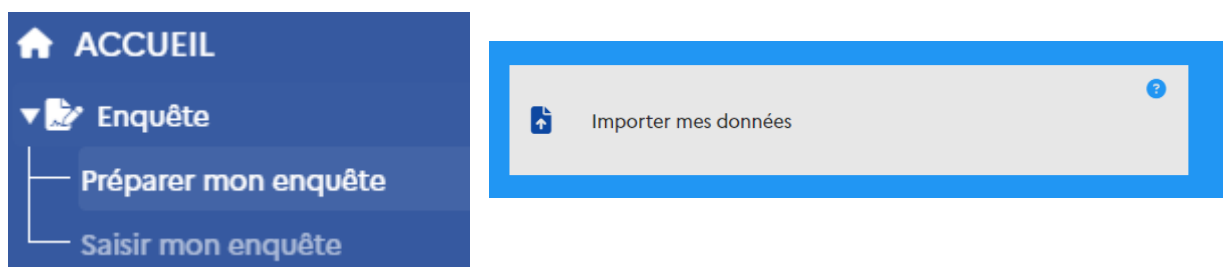 ACCUEIL
Enquête
Préparer mon enquête
Saisir mon enquête
?
Importer mes données